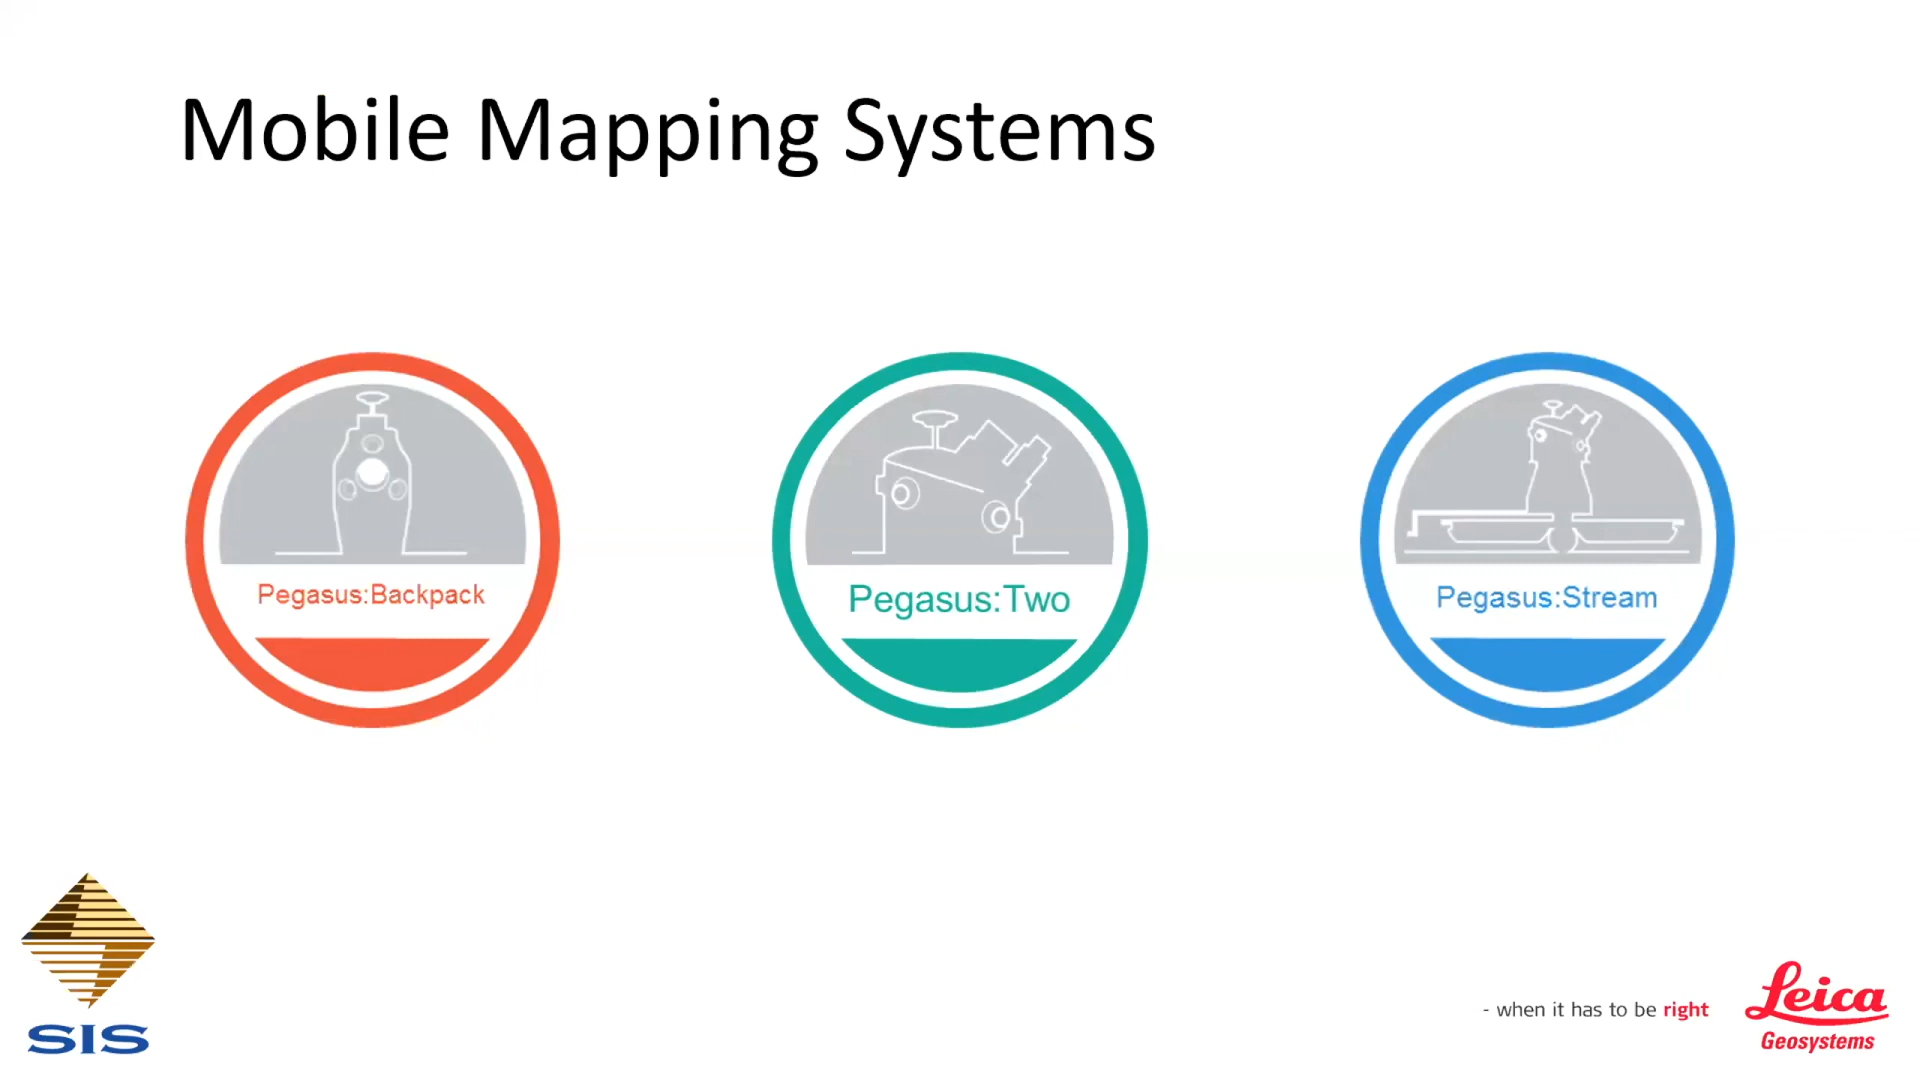 Mobile Mapping Systems
Pegasus:Backpack
Pegasus:Two
Pegasus:Stream
SIS
- when it has to be right
Leica
Geosystems